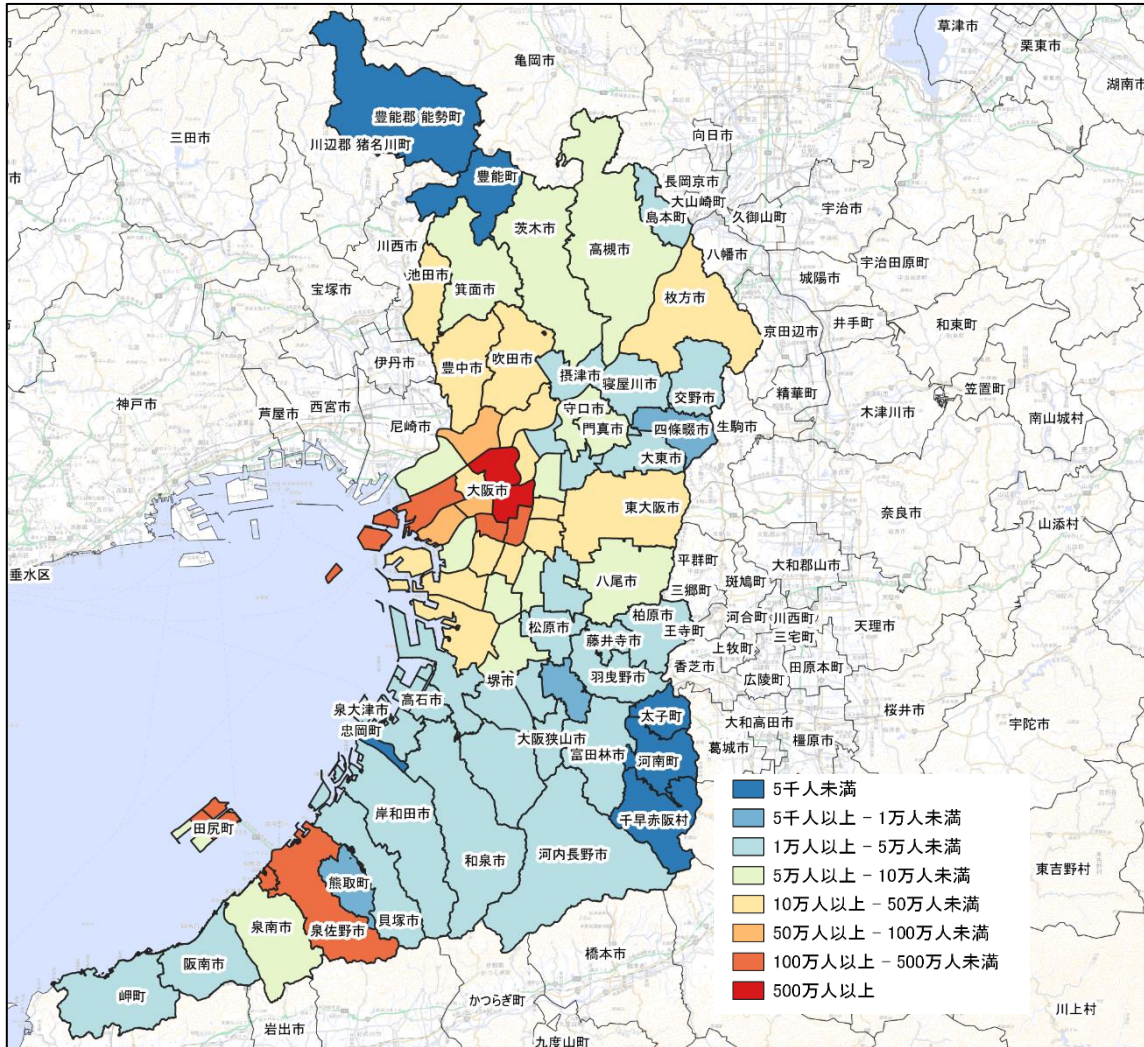 草津市
栗東市
湖南市
亀岡市
豊能郡 能勢町
三田市
川辺郡 猪名川町
向日市
豊能町
長岡京市
大山崎町
島本町
久御山町
宇治市
茨木市
高槻市
川西市
池田市
箕面市
八幡市
城陽市
宇治田原町
宝塚市
枚方市
京田辺市
井手町
和束町
伊丹市
豊中市
吹田市
摂津市
寝屋川市
交野市
精華町
笠置町
神戸市
芦屋市
西宮市
尼崎市
守口市
門真市
四條畷市
生駒市
木津川市
南山城村
大東市
大阪市
東大阪市
奈良市
山添村
垂水区
平群町
大和郡山市
斑鳩町
三郷町
八尾市
柏原市
王寺町
河合町
川西町
三宅町
天理市
松原市
藤井寺市
上牧町
香芝市
田原本町
広陵町
羽曳野市
堺市
高石市
泉大津市
忠岡町
太子町
大和高田市
桜井市
宇陀市
大阪狭山市
富田林市
葛城市
橿原市
河南町
千早赤阪村
岸和田市
和泉市
河内長野市
田尻町
熊取町
貝塚市
泉佐野市
泉南市
阪南市
岬町
東吉野村
橋本市
かつらぎ町
岩出市
九度山町
川上村
5千人未満
5千人以上 − 1万人未満
1万人以上 − 5万人未満
5万人以上 − 10万人未満
10万人以上 − 50万人未満
50万人以上 − 100万人未満
100万人以上 − 500万人未満
500万人以上